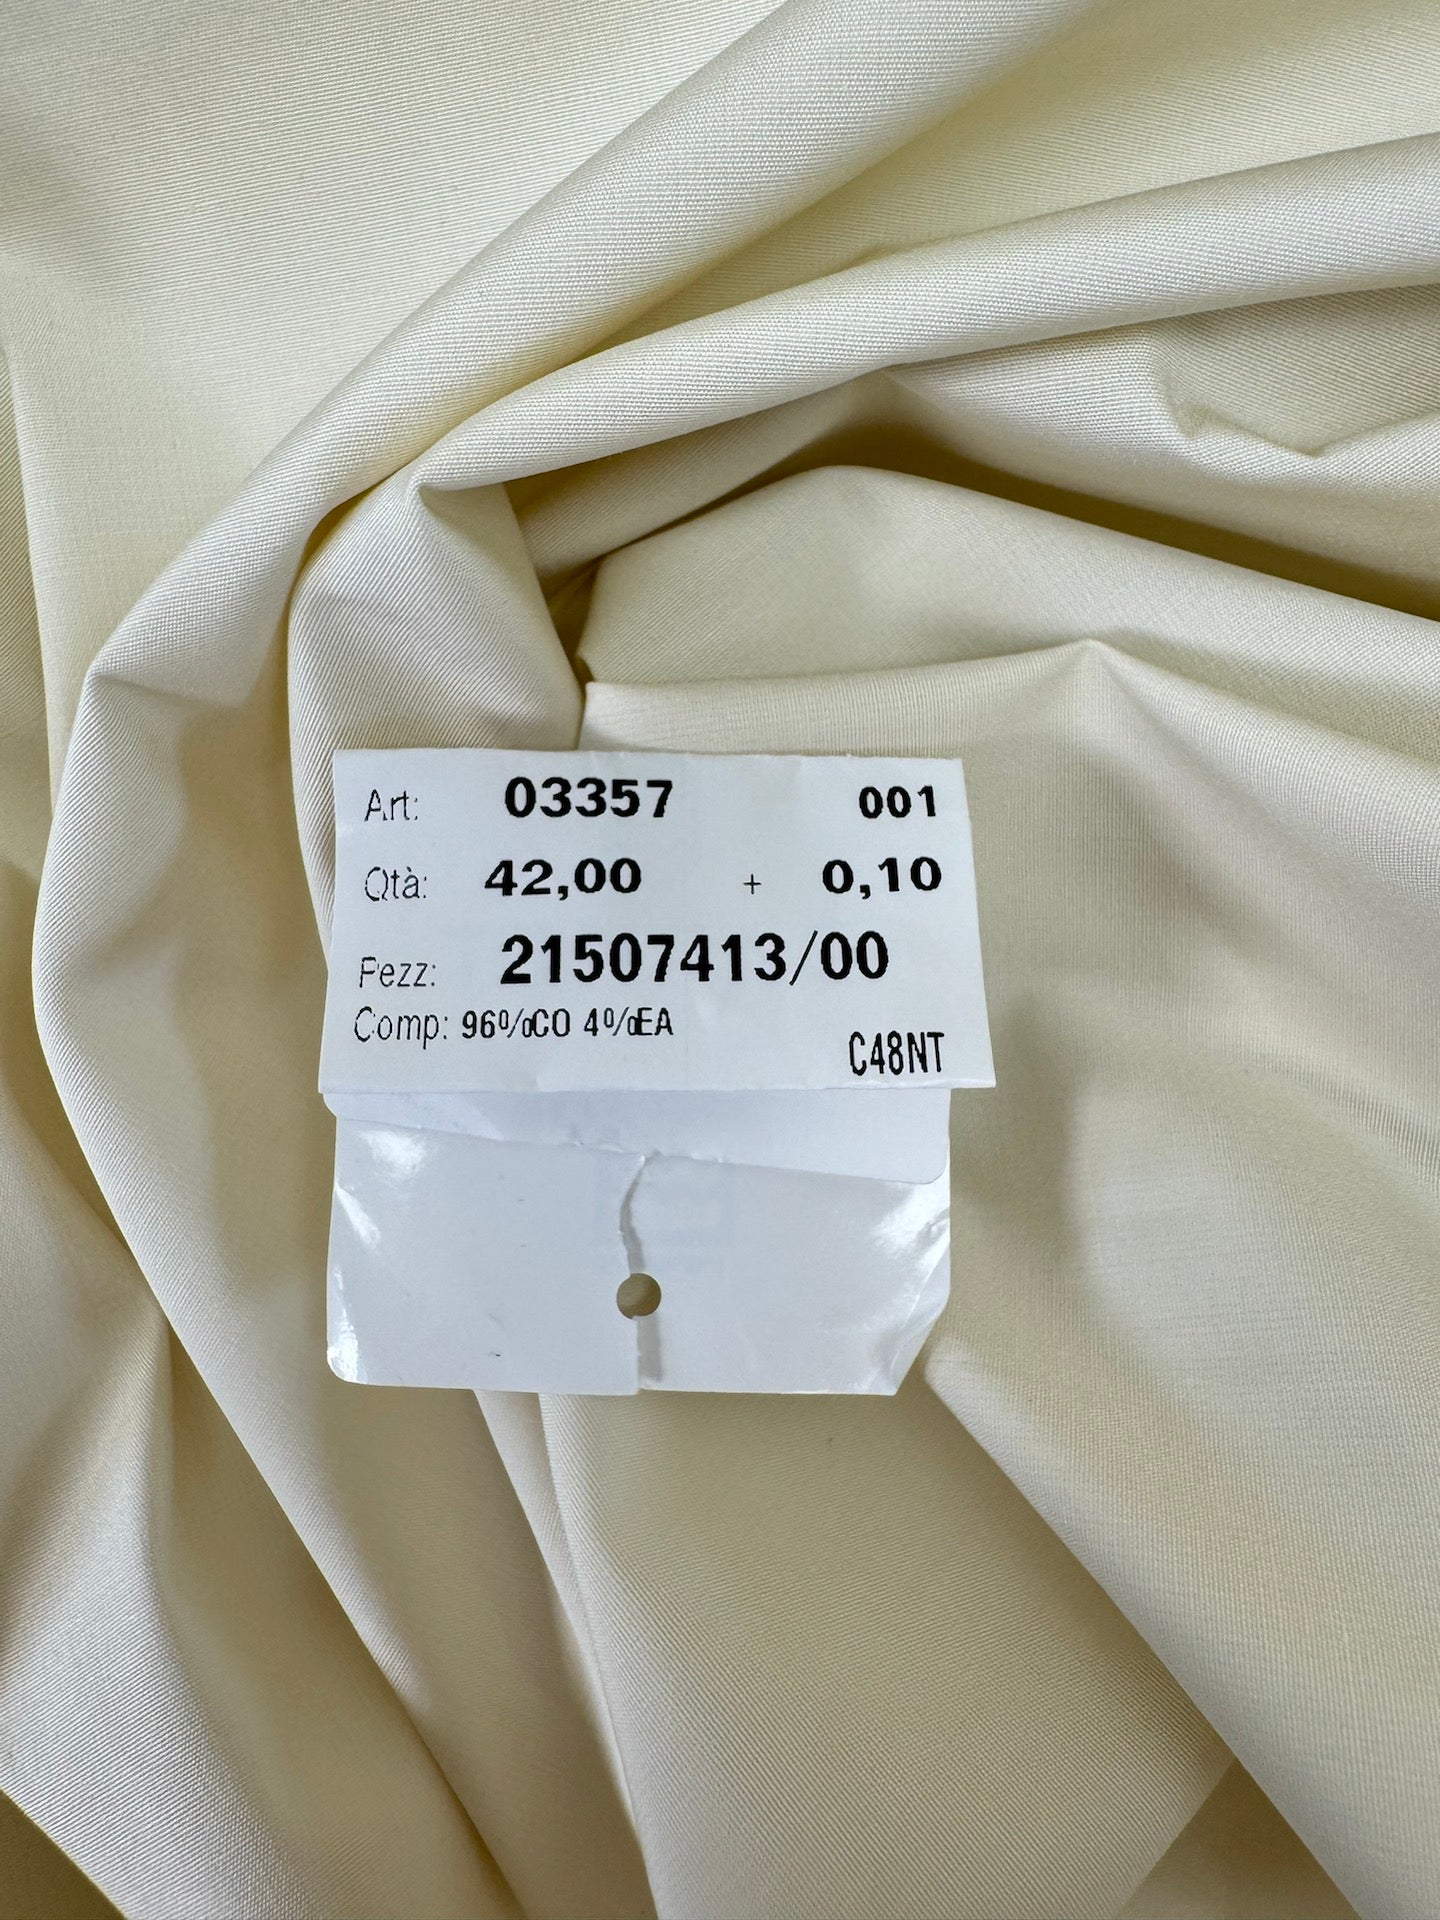 Art: 03357 001
Qtà: 42,00 + 0,10
Pezz: 21507413/00
Comp: 96%CO 4%EA
C48NT